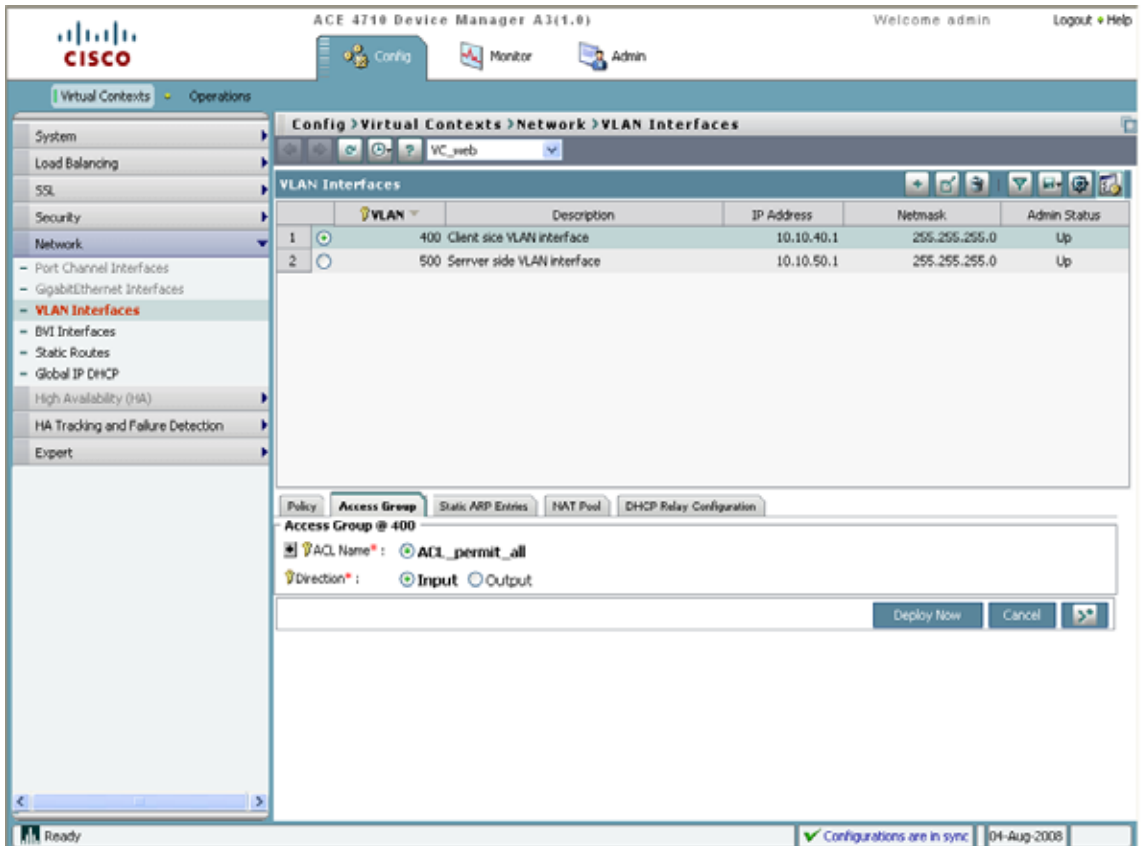 ACE 4710 Device Manager A3(1.0)
Welcome admin
Logout Help
CISCO
Config
Monitor
Admin
Virtual Contexts
Operations
System
Load Balancing
SSL
Security
Network
Port Channel Interfaces
GigabitEthernet Interfaces
VLAN Interfaces
BVI Interfaces
Static Routes
Global IP DHCP
High Availability (HA)
HA Tracking and Failure Detection
Expert
Config > Virtual Contexts > Network > VLAN Interfaces
? VC_web
VLAN Interfaces
VLAN Description IP Address Netmask Admin Status
1 400 Client sice VLAN interface 10.10.40.1 255.255.255.0 Up
2 500 Serrver side VLAN interface 10.10.50.1 255.255.255.0 Up
Policy Access Group Static ARP Entries NAT Pool DHCP Relay Configuration
Access Group @ 400
ACL Name* : ACL_permit_all
Direction* : Input Output
Deploy Now Cancel
Ready
Configurations are in sync 04-Aug-2008